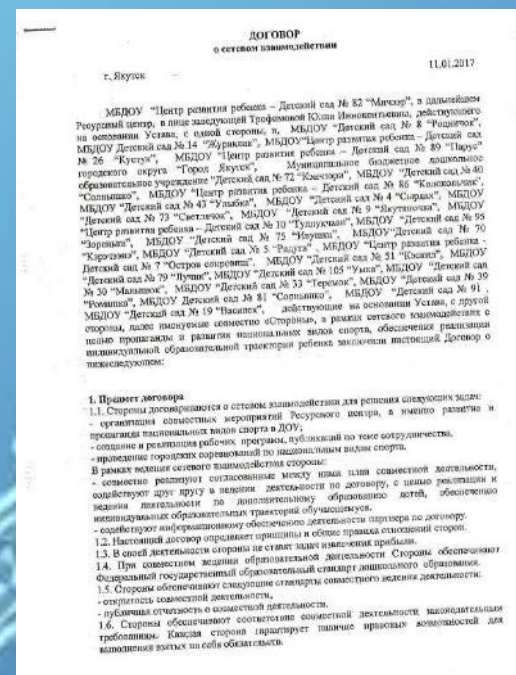 ДОГОВОР
о сетевом взаимодействии
г. Якутск 11.01.2017
МБДОУ "Центр развития ребенка – Детский сад № 82 "Мичээр", в дальнейшем
Ресурсный центр, в лице заведующей Трофимовой Юлии Иннокентьевны, действующего
на основании Устава, с одной стороны, и, МБДОУ "Детский сад № 8 "Родничок",
МБДОУ Детский сад № 14 "Журавлик", МБДОУ "Центр развития ребенка – Детский сад
№ 26 "Кустук", МБДОУ "Центр развития ребенка – Детский сад № 89 "Парус"
городского округа "Город Якутск", Муниципальное бюджетное дошкольное
образовательное учреждение "Детский сад № 72 "Кэнчээри", МБДОУ "Детский сад № 40
"Солнышко", МБДОУ "Центр развития ребенка – Детский сад № 86 "Колокольчик",
МБДОУ Детский сад № 43 "Улыбка", МБДОУ "Детский сад № 4 "Сардаана", МБДОУ
"Детский сад № 73 "Светлячок", МБДОУ "Детский сад № 9 "Якутяночка", МБДОУ
"Центр развития ребенка – Детский сад № 10 "Туллукчаан", МБДОУ "Детский сад № 95
"Зоренька", МБДОУ "Детский сад № 75 "Ивушка", МБДОУ "Детский сад № 70
МБДОУ "Детский сад № 5 "Радуга", МБДОУ "Центр развития ребенка -
Детский сад № 7 "Остров сокровищ", МБДОУ "Детский сад № 51 "Кэскил", МБДОУ
"Детский сад № 79 "Лучик", МБДОУ "Детский сад № 105 "Умка", МБДОУ "Детский сад
№ 30 "Малышок", МБДОУ "Детский сад № 33 "Теремок", МБДОУ "Детский сад № 39
"Ромашка", МБДОУ Детский сад № 81 "Солнышко", МБДОУ "Детский сад № 91 ,
МБДОУ "Детский сад № 19 "Василек", действующие на основании Устава, с другой
стороны, далее именуемые совместно «Стороны», в рамках сетевого взаимодействия с
целью пропаганды и развития национальных видов спорта, обеспечения реализации
индивидуальной образовательной траектории ребенка заключили настоящий Договор о
нижеследующем:
1. Предмет договора
1.1. Стороны договариваются о сетевом взаимодействии для решения следующих задач:
- организация совместных мероприятий Ресурсного центра, а именно развитие и
пропаганда национальных видов спорта в ДОУ;
- создание и реализация рабочих программ, публикаций по теме сотрудничества,
- проведение городских соревнований по национальным видам спорта.
В рамках ведения сетевого взаимодействия стороны:
- совместно реализуют согласованные между ними план совместной деятельности,
содействуют друг другу в ведении деятельности по договору, с целью реализации и
ведения деятельности по дополнительному образованию детей, обеспечению
индивидуальных образовательных траекторий обучающемуся.
- содействуют информационному обеспечению деятельности партнера по договору.
1.2. Настоящий договор определяет принципы и общие правила отношений сторон.
1.3. В своей деятельности стороны не ставят задач извлечения прибыли.
1.4. При совместном ведении образовательной деятельности Стороны обеспечивают
Федеральный государственный образовательный стандарт дошкольного образования.
1.5. Стороны обеспечивают следующие стандарты совместного ведения деятельности:
- открытость совместной деятельности,
- публичная отчетность о совместной деятельности.
1.6. Стороны обеспечивают соответствие совместной деятельности законодательным
требованиям. Каждая сторона гарантирует наличие правовых возможностей для
выполнения взятых на себя обязательств.